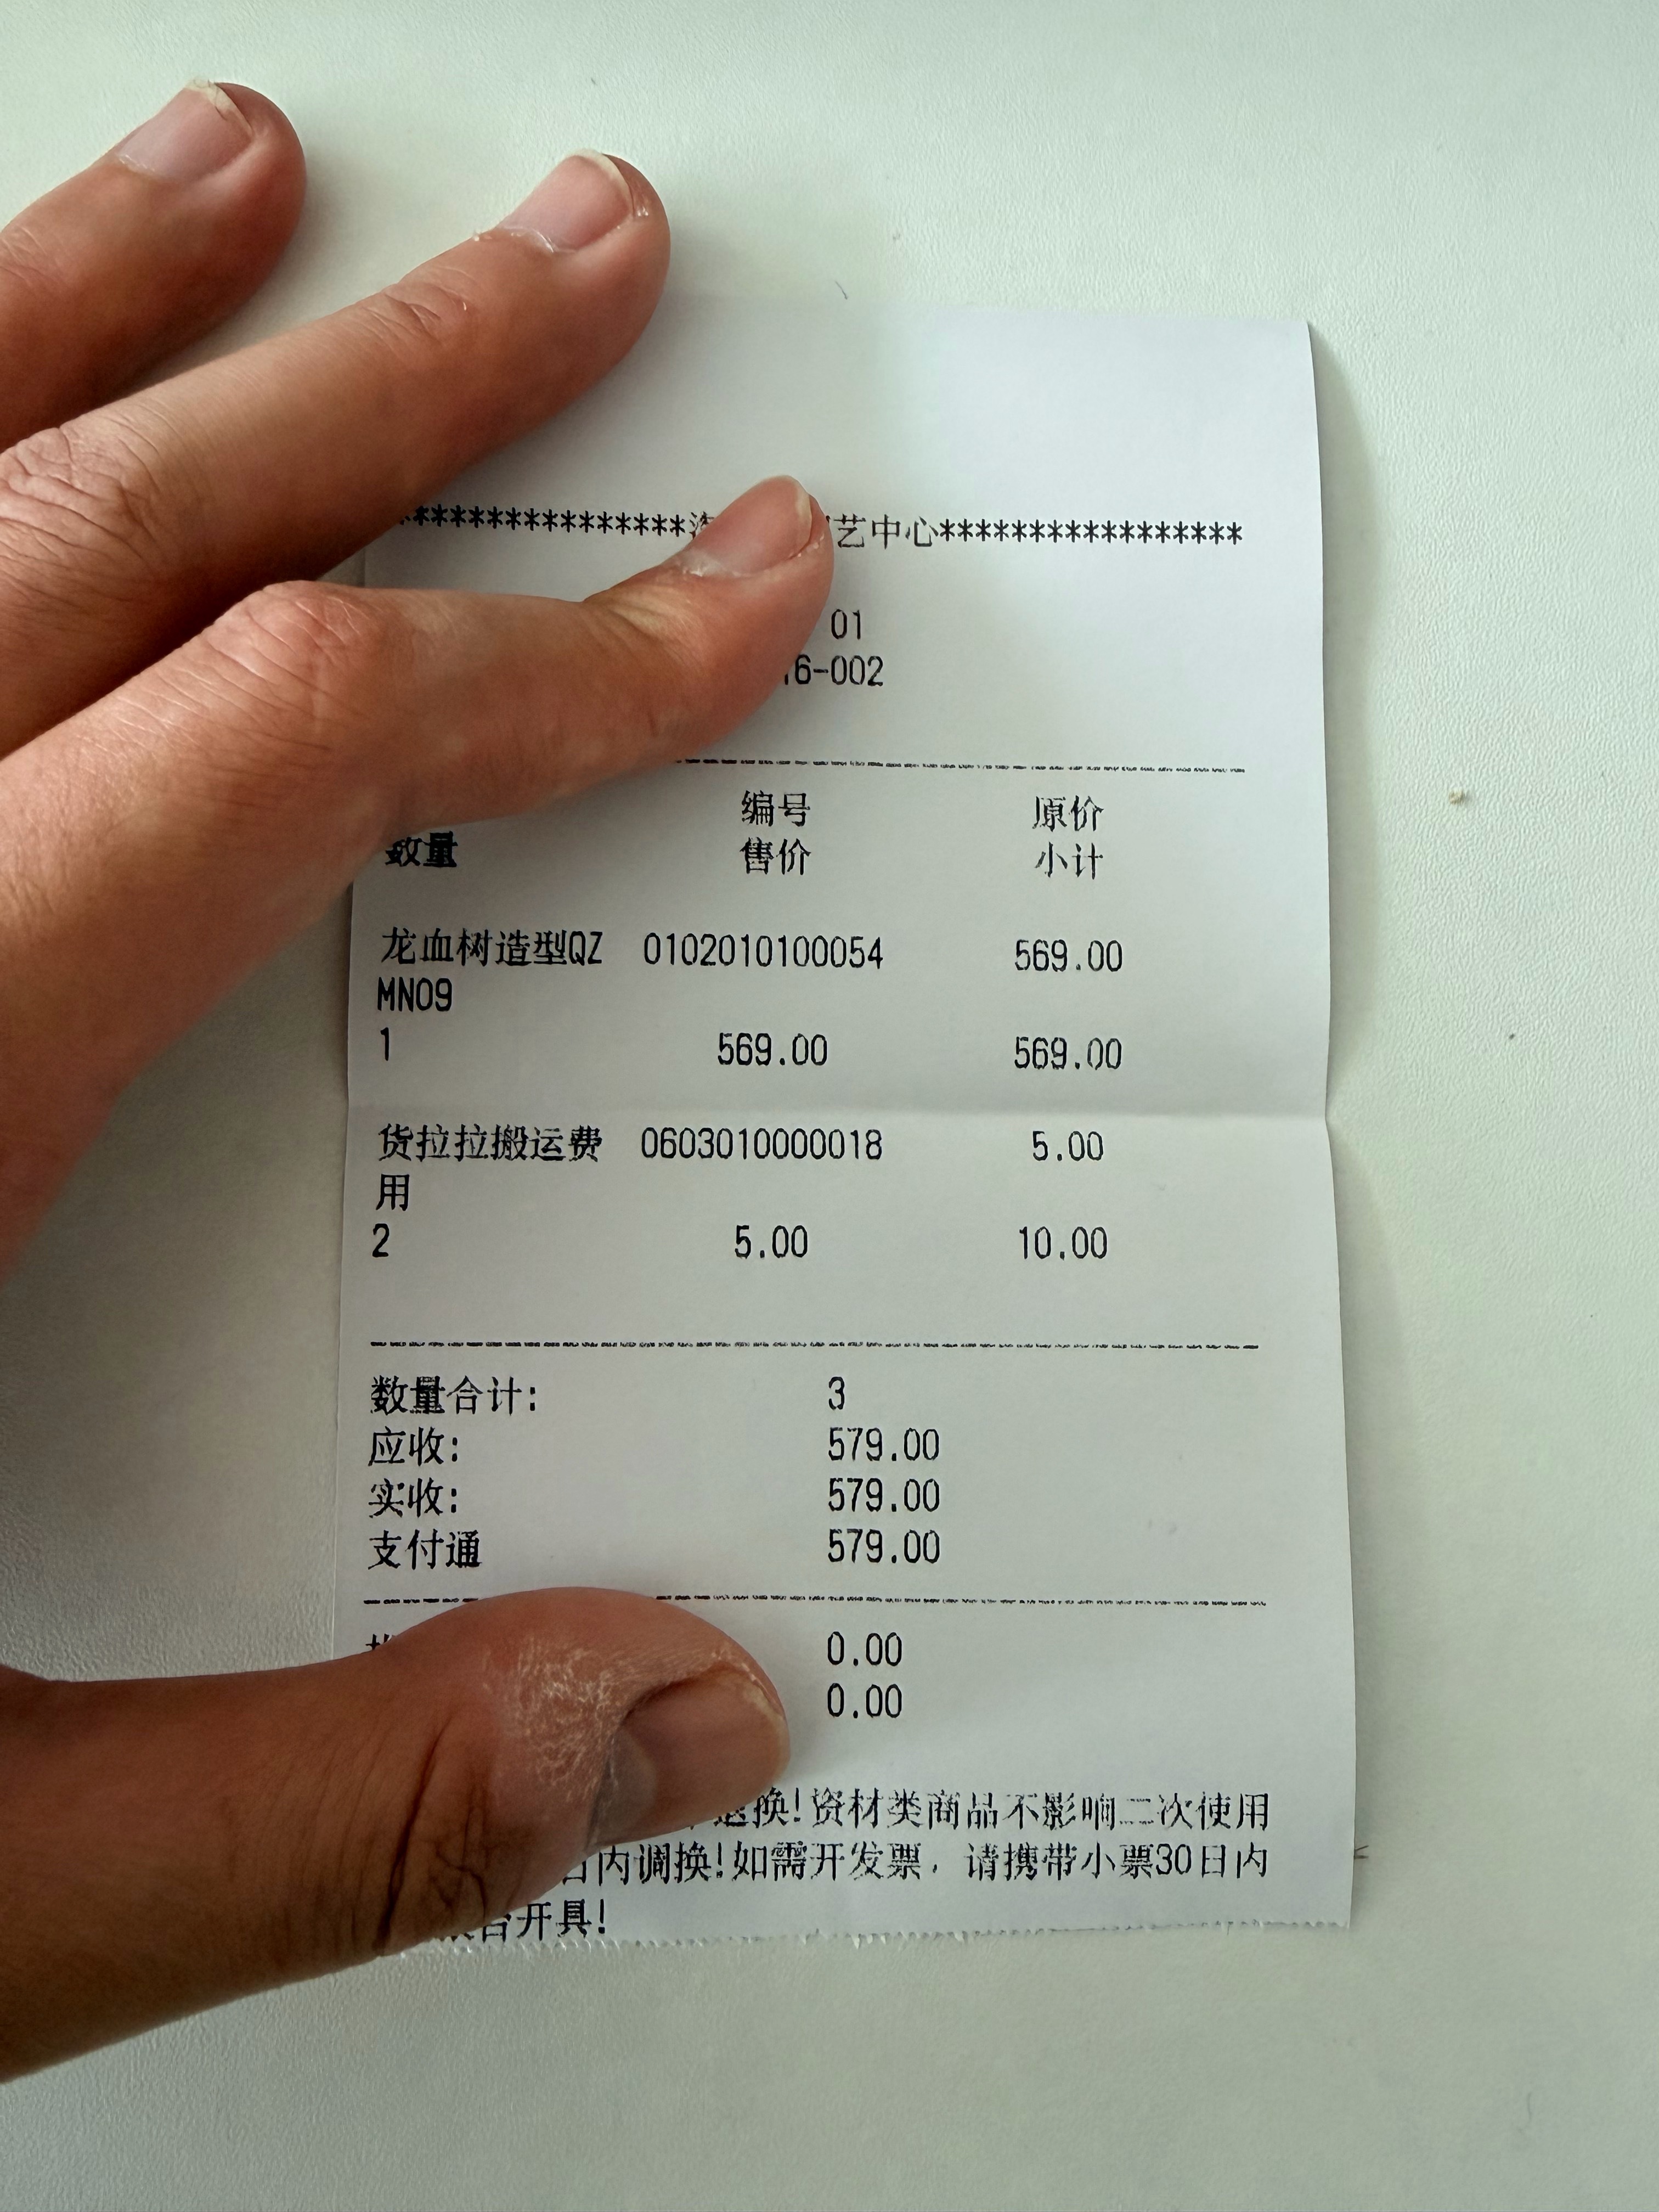 ****************艺中心*****************
01
6-002
编号 原价
数量 售价 小计
龙血树造型QZ 0102010100054 569.00
MN09
1 569.00 569.00
货拉拉搬运费 0603010000018 5.00
用
2 5.00 10.00
数量合计: 3
应收: 579.00
实收: 579.00
支付通 579.00
0.00
0.00
退换!资材类商品不影响二次使用
日内调换!如需开发票，请携带小票30日内
台开具!